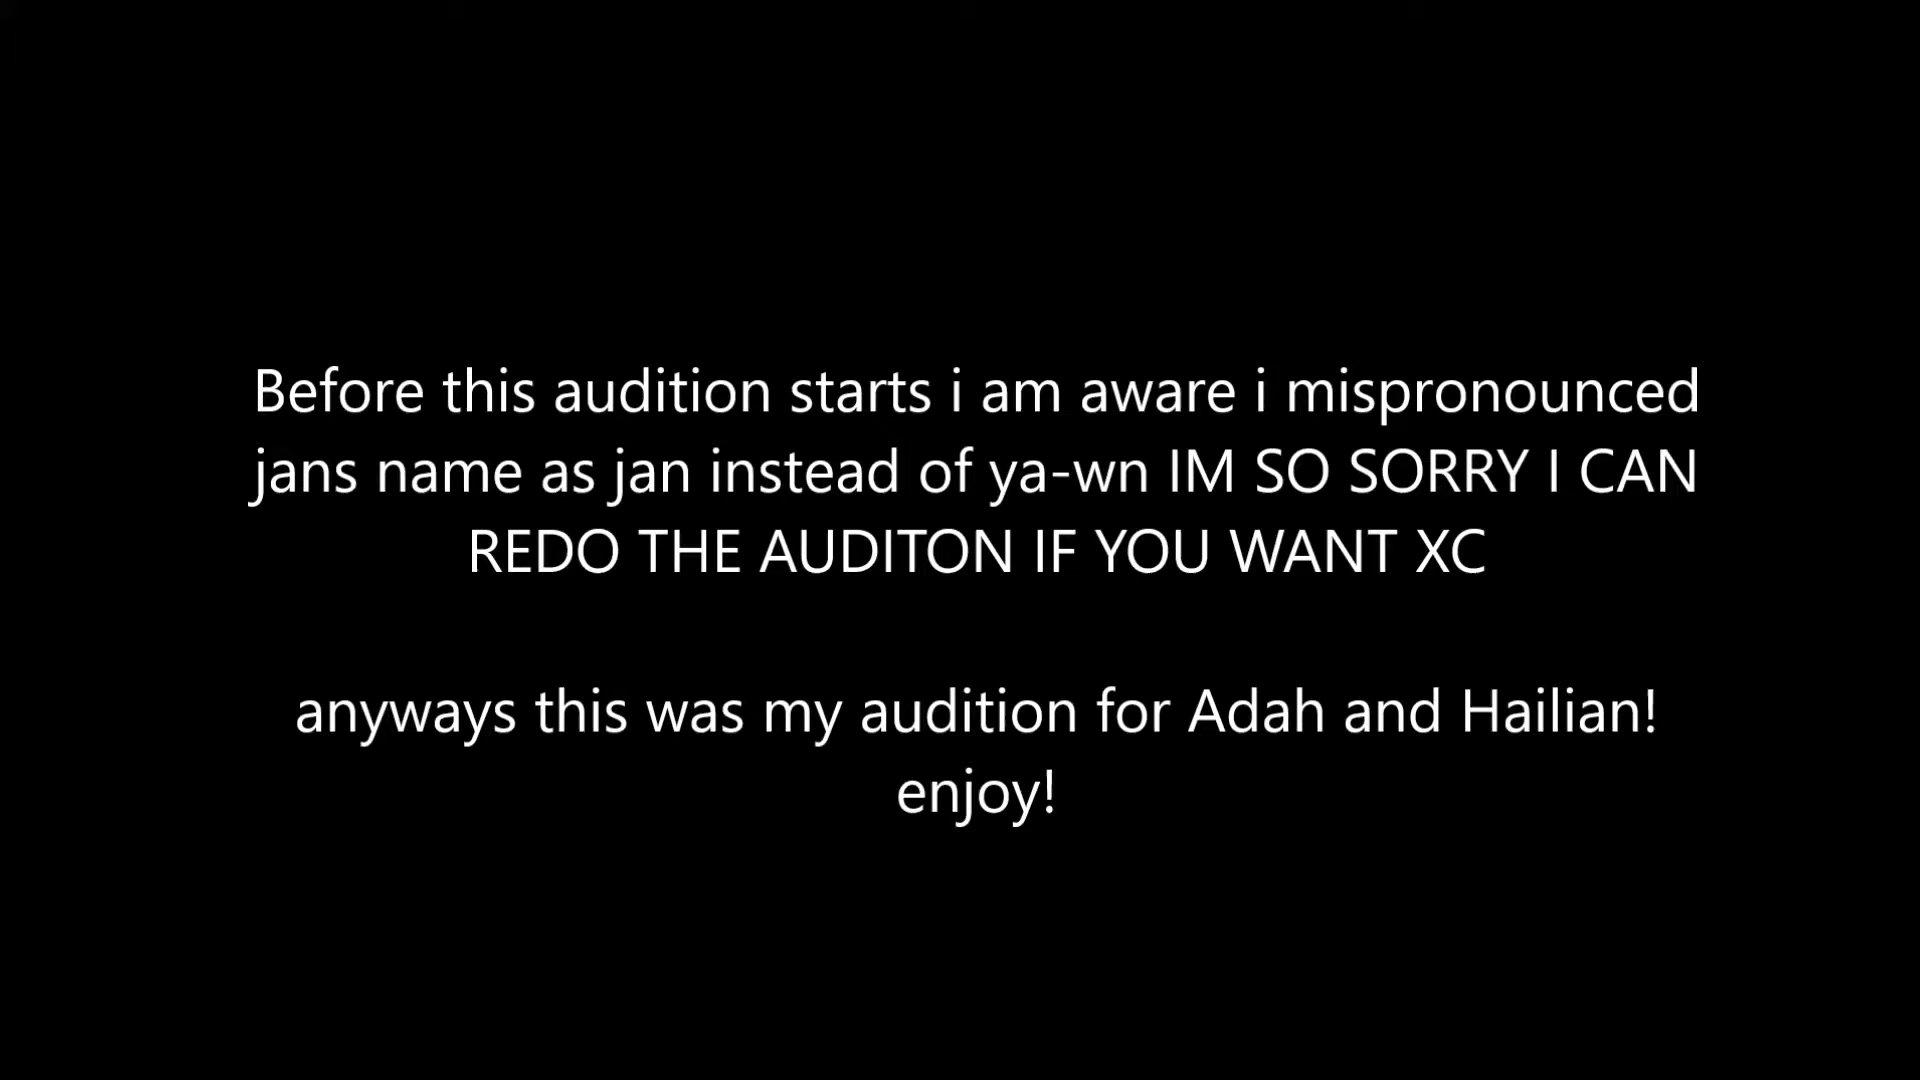 Before this audition starts i am aware i mispronounced
jans name as jan instead of ya-wn IM SO SORRY I CAN
REDO THE AUDITON IF YOU WANT XC
anyways this was my audition for Adah and Hailian!
enjoy!